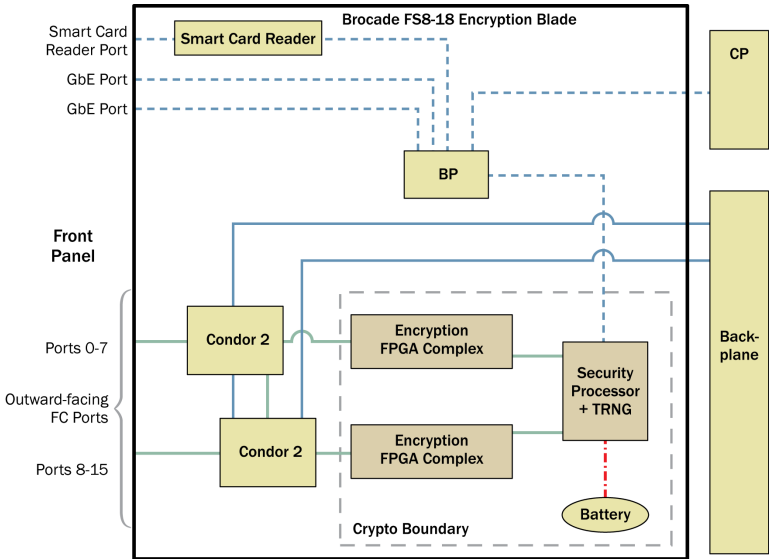 Brocade FS8-18 Encryption Blade
Smart Card
Reader Port
Smart Card Reader
GbE Port
GbE Port
CP
BP
Front
Panel
Ports 0-7
Condor 2
Encryption
FPGA Complex
Security
Processor
+ TRNG
Back-
plane
Outward-facing
FC Ports
Ports 8-15
Condor 2
Encryption
FPGA Complex
Battery
Crypto Boundary